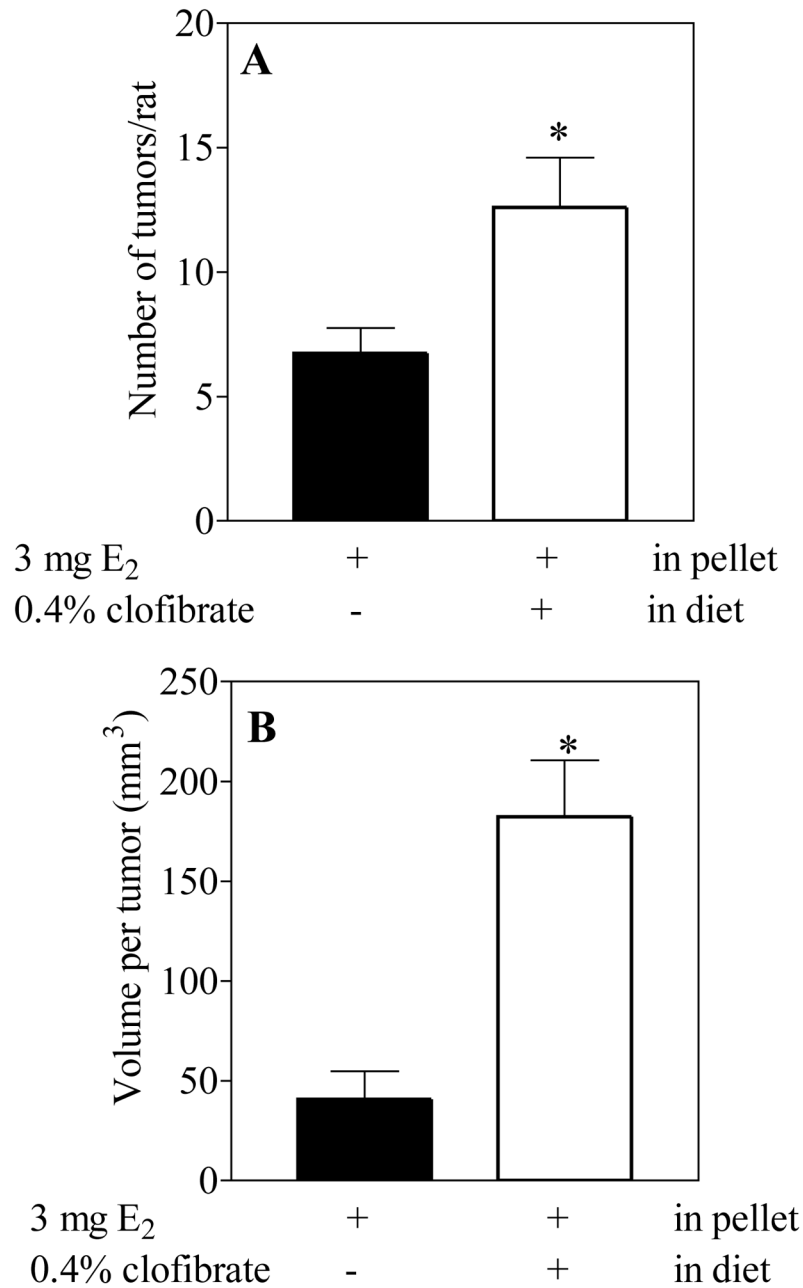 20
A
*
15
10
5
0
Number of tumors/rat
3 mg E₂ + + in pellet
0.4% clofibrate - + in diet
250
B
*
200
150
100
50
0
Volume per tumor (mm³)
3 mg E₂ + + in pellet
0.4% clofibrate - + in diet